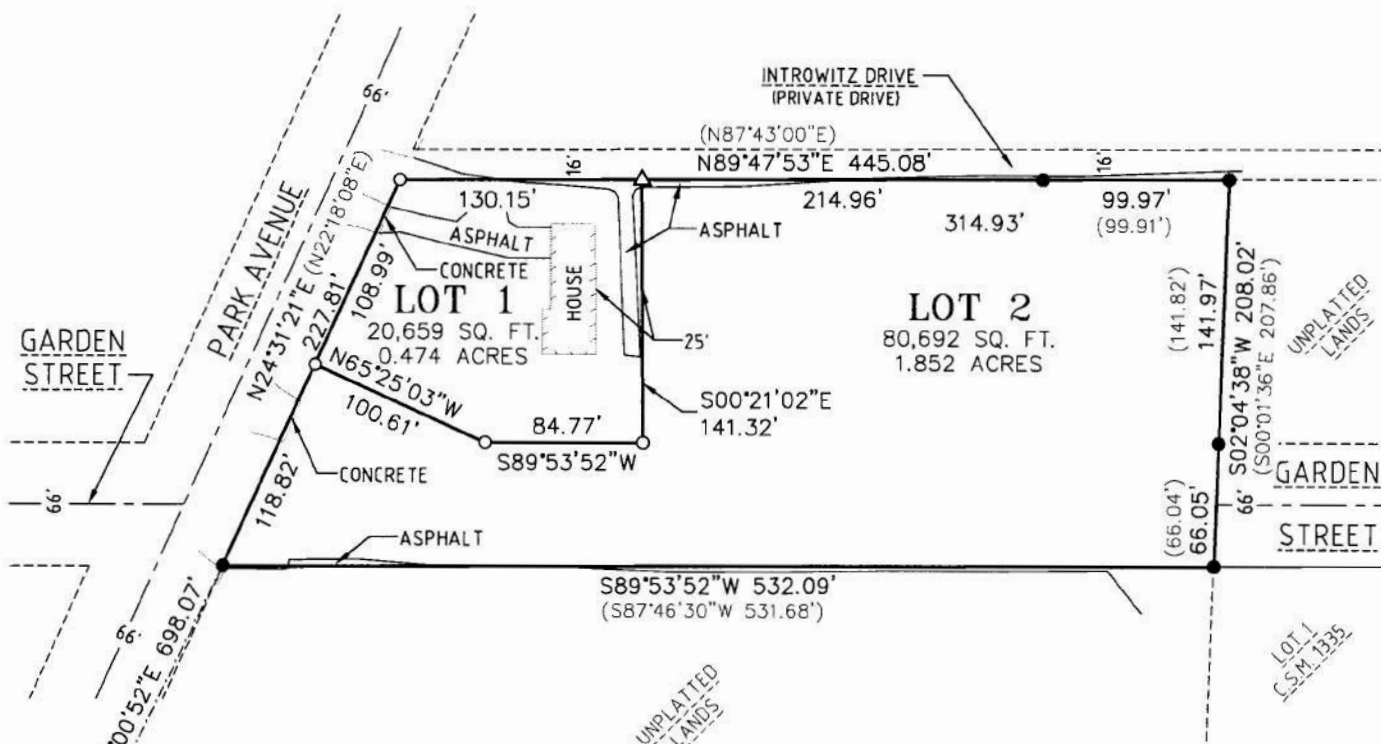 66'
INTROWITZ DRIVE
(PRIVATE DRIVE)
(N87°43'00"E)
N89°47'53"E 445.08'
16'
16'
130.15'
214.96'
99.97'
(99.91')
314.93'
ASPHALT
ASPHALT
CONCRETE
PARK AVENUE
N24°31'21"E (N22°18'08"E)
227.81'
108.99'
LOT 1
20,659 SQ. FT.
0.474 ACRES
HOUSE
25'
LOT 2
80,692 SQ. FT.
1.852 ACRES
(141.82')
141.97'
S02°04'38"W 208.02'
(S00°01'36"E 207.86')
UNPLATTED
LANDS
GARDEN
STREET
N65°25'03"W
100.61'
84.77'
S89°53'52"W
S00°21'02"E
141.32'
CONCRETE
118.82'
66'
ASPHALT
(66.04')
66.05'
66'
GARDEN
STREET
S89°53'52"W 532.09'
(S87°46'30"W 531.68')
66'
00'52"E 698.07'
UNPLATTED
LANDS
LOT 1
C.S.M. 1335